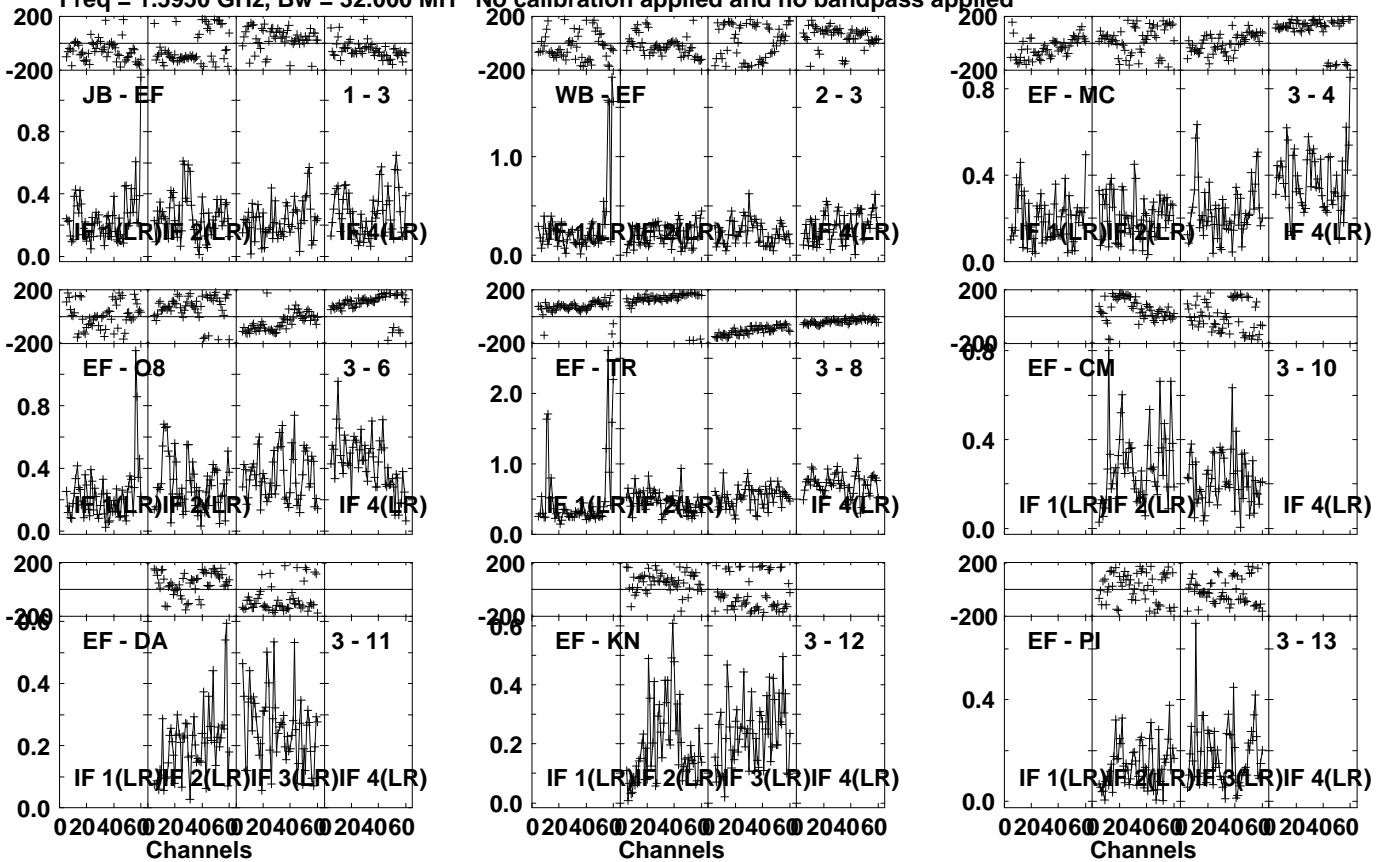 Freq = 1.5950 GHz, Bw = 32.000 MH No calibration applied and no bandpass applied
200
-200
JB - EF 1 - 3
0.8
0.4
0.0
IF 1(LR) IF 2(LR) IF 4(LR)
200
-200
WB - EF 2 - 3
1.0
0.0
IF 1(LR) IF 2(LR) IF 4(LR)
200
-200
EF - MC 3 - 4
0.8
0.4
0.0
IF 1(LR) IF 2(LR) IF 4(LR)
200
-200
EF - O8 3 - 6
0.8
0.4
0.0
IF 1(LR) IF 2(LR) IF 4(LR)
200
-200
EF - TR 3 - 8
2.0
1.0
0.0
IF 1(LR) IF 2(LR) IF 4(LR)
200
-200
EF - CM 3 - 10
0.8
0.4
0.0
IF 1(LR) IF 2(LR) IF 4(LR)
200
-200
EF - DA 3 - 11
0.6
0.4
0.2
0.0
IF 1(LR) IF 2(LR) IF 3(LR) IF 4(LR)
0 20 40 60 0 20 40 60 0 20 40 60 0 20 40 60
Channels
200
-200
EF - KN 3 - 12
0.6
0.4
0.2
0.0
IF 1(LR) IF 2(LR) IF 3(LR) IF 4(LR)
0 20 40 60 0 20 40 60 0 20 40 60 0 20 40 60
Channels
200
-200
EF - PI 3 - 13
0.4
0.0
IF 1(LR) IF 2(LR) IF 3(LR) IF 4(LR)
0 20 40 60 0 20 40 60 0 20 40 60 0 20 40 60
Channels